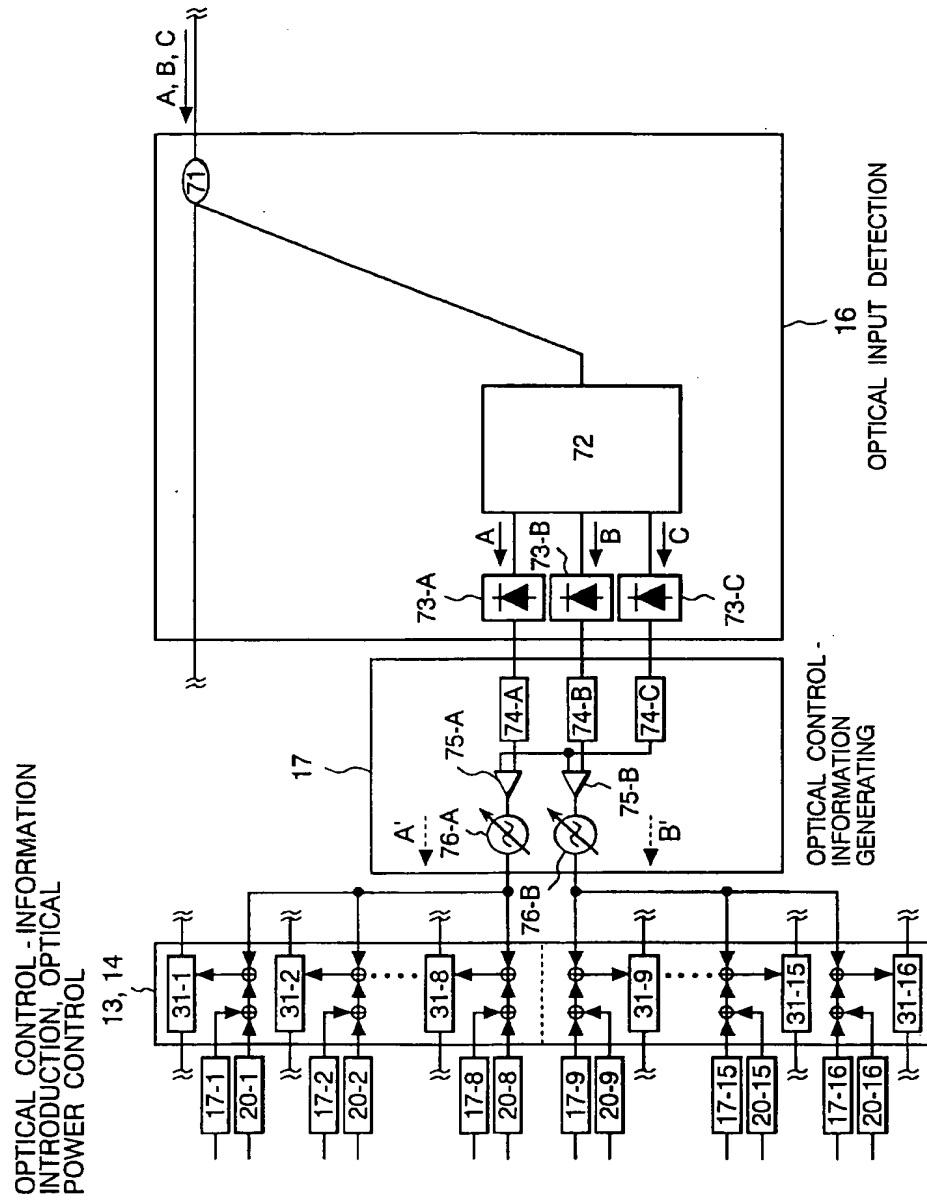 OPTICAL CONTROL - INFORMATION
INTRODUCTION, OPTICAL
POWER CONTROL
13, 14
17
16
A, B, C
71
72
A
B
C
73-A
73-B
73-C
74-A
74-B
74-C
75-A
75-B
76-A
76-B
A'
B'
OPTICAL INPUT DETECTION
OPTICAL CONTROL -
INFORMATION
GENERATING
31-1
31-2
31-8
31-9
31-15
31-16
17-1
20-1
17-2
20-2
17-8
20-8
17-9
20-9
17-15
20-15
17-16
20-16